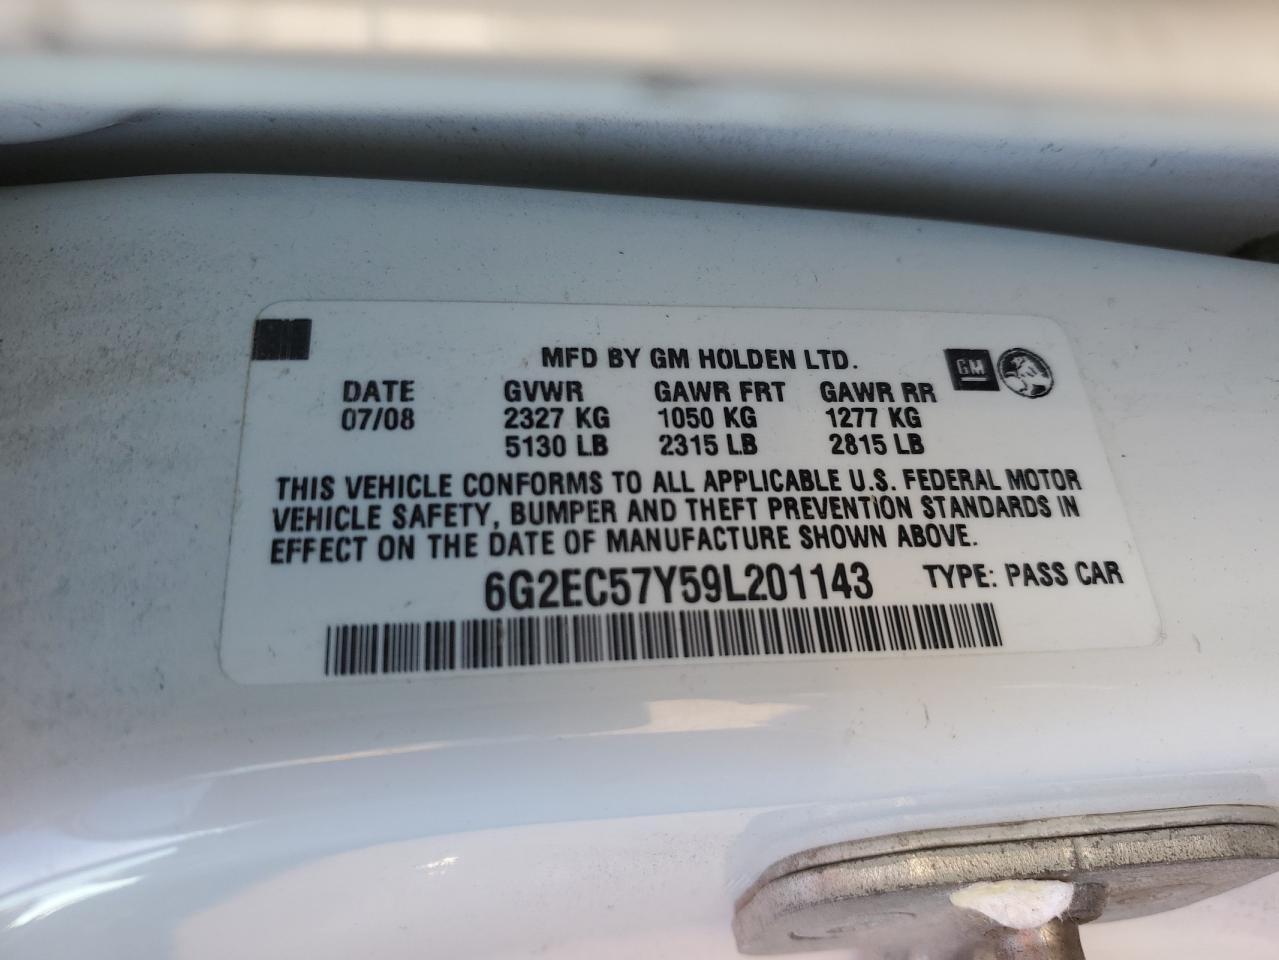 MFD BY GM HOLDEN LTD.
GM
DATE GVWR GAWR FRT GAWR RR
07/08 2327 KG 1050 KG 1277 KG
5130 LB 2315 LB 2815 LB
THIS VEHICLE CONFORMS TO ALL APPLICABLE U.S. FEDERAL MOTOR
VEHICLE SAFETY, BUMPER AND THEFT PREVENTION STANDARDS IN
EFFECT ON THE DATE OF MANUFACTURE SHOWN ABOVE.
6G2EC57Y59L201143 TYPE: PASS CAR